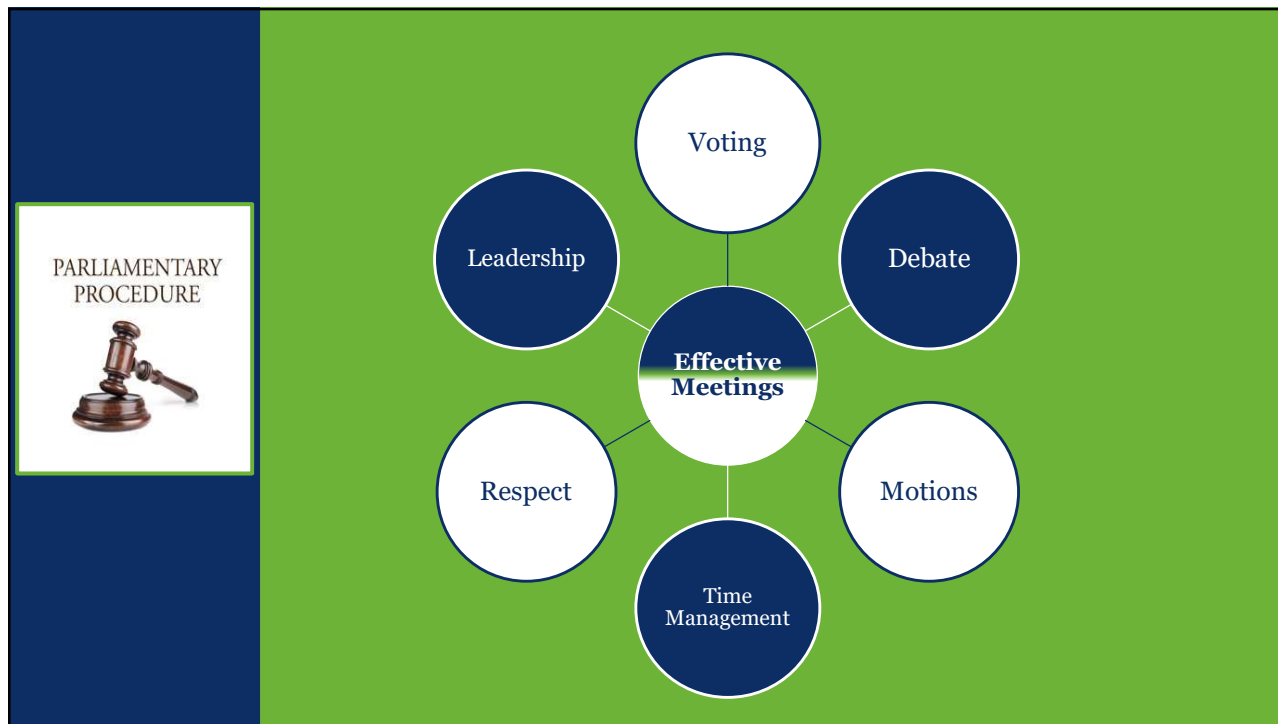 PARLIAMENTARY
PROCEDURE
Voting
Leadership
Debate
Effective
Meetings
Respect
Motions
Time
Management